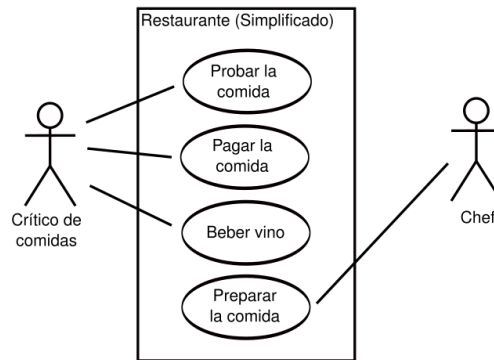 Restaurante (Simplificado)
Probar la
comida
Pagar la
comida
Beber vino
Preparar
la comida
Crítico de
comidas
Chef